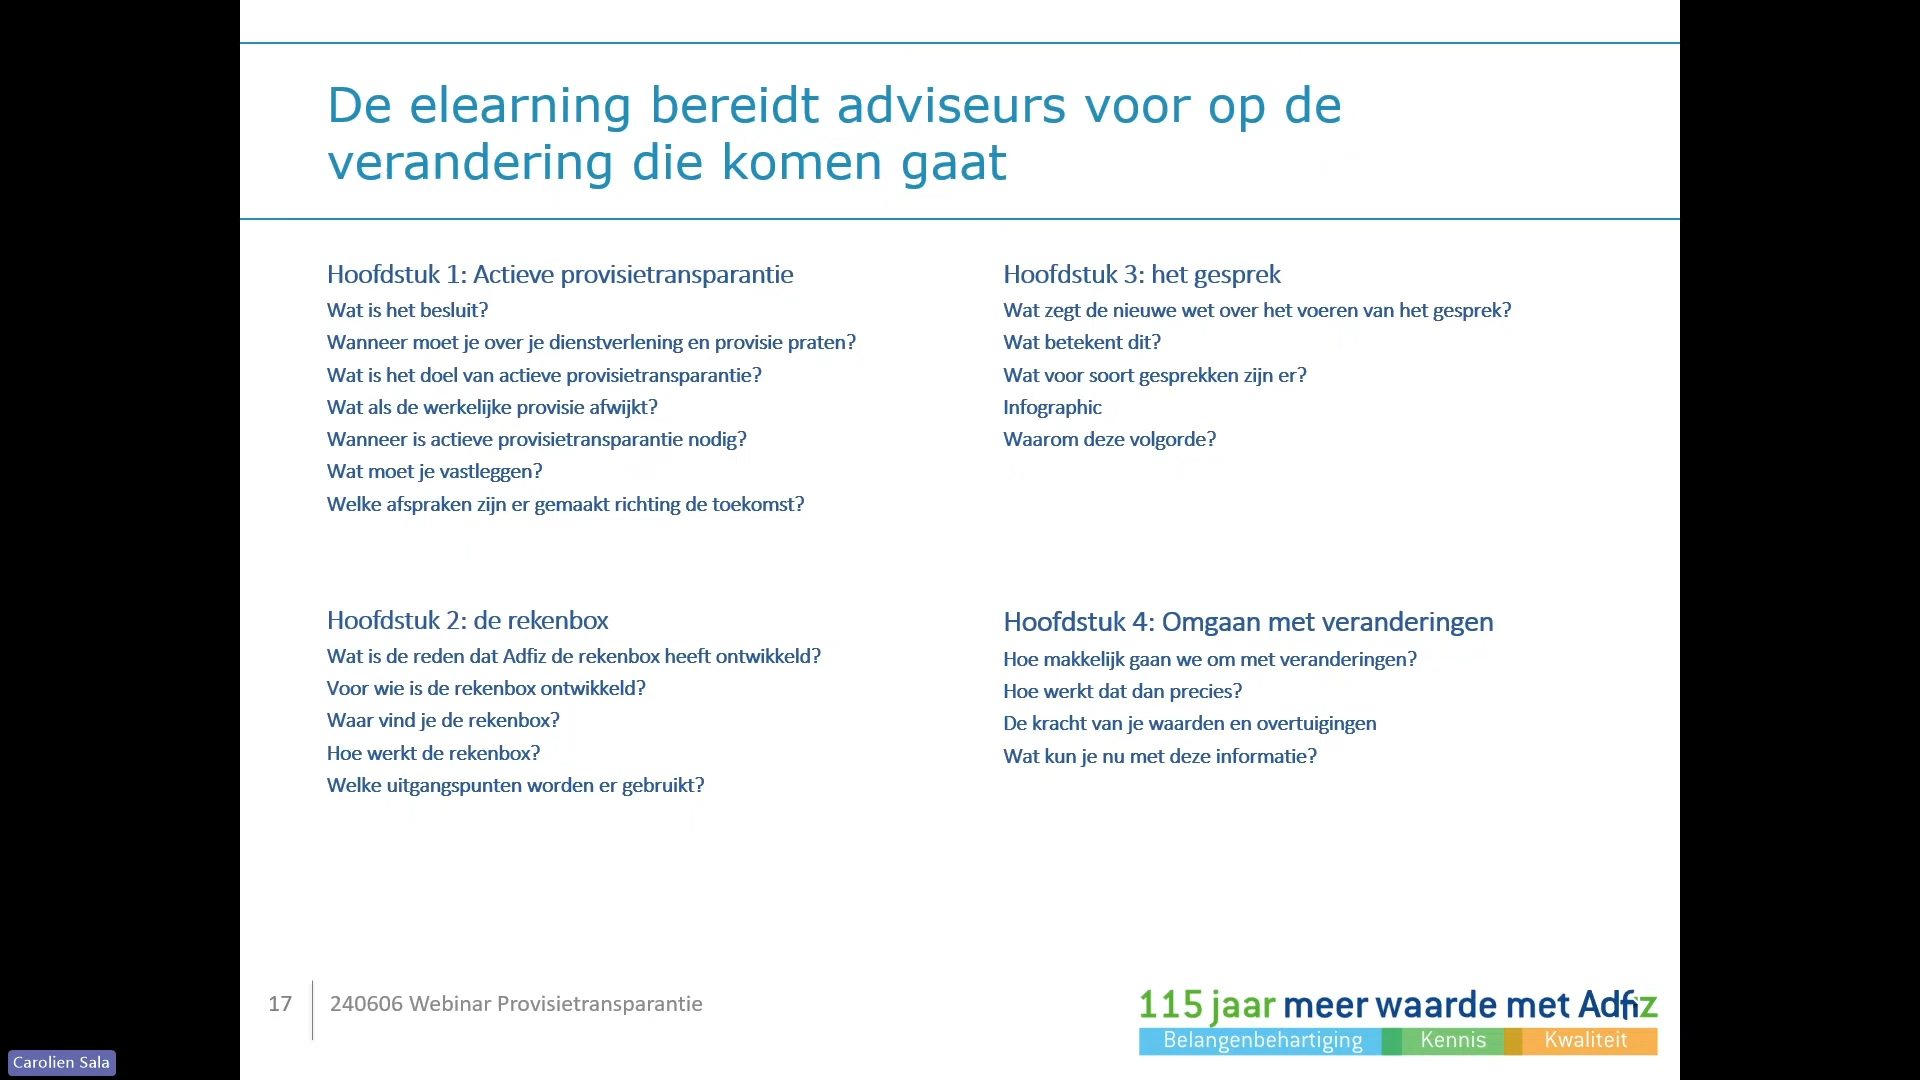 De elearning bereidt adviseurs voor op de
verandering die komen gaat
Hoofdstuk 1: Actieve provisietransparantie
Wat is het besluit?
Wanneer moet je over je dienstverlening en provisie praten?
Wat is het doel van actieve provisietransparantie?
Wat als de werkelijke provisie afwijkt?
Wanneer is actieve provisietransparantie nodig?
Wat moet je vastleggen?
Welke afspraken zijn er gemaakt richting de toekomst?
Hoofdstuk 2: de rekenbox
Wat is de reden dat Adfiz de rekenbox heeft ontwikkeld?
Voor wie is de rekenbox ontwikkeld?
Waar vind je de rekenbox?
Hoe werkt de rekenbox?
Welke uitgangspunten worden er gebruikt?
Hoofdstuk 3: het gesprek
Wat zegt de nieuwe wet over het voeren van het gesprek?
Wat betekent dit?
Wat voor soort gesprekken zijn er?
Infographic
Waarom deze volgorde?
Hoofdstuk 4: Omgaan met veranderingen
Hoe makkelijk gaan we om met veranderingen?
Hoe werkt dat dan precies?
De kracht van je waarden en overtuigingen
Wat kun je nu met deze informatie?
17
240606 Webinar Provisietransparantie
115 jaar meer waarde met Adfiz
Belangenbehartiging Kennis Kwaliteit
Carolien Sala